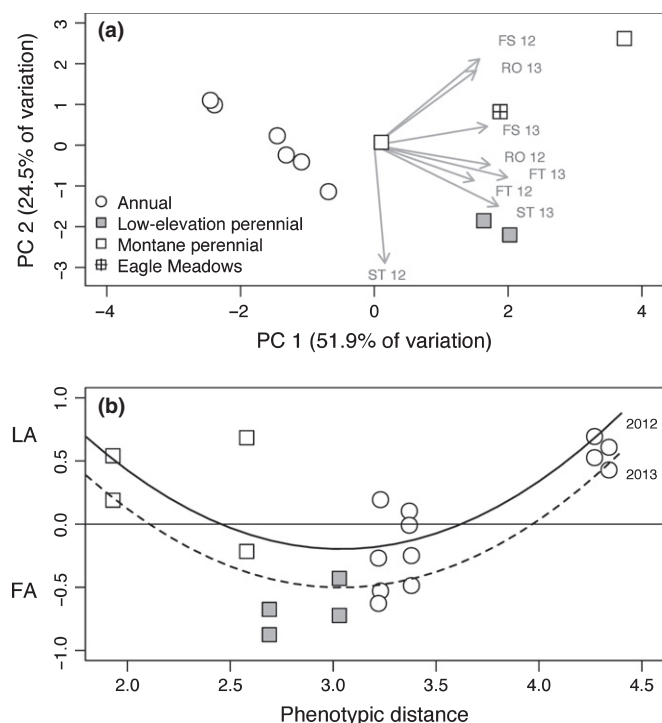 (a)
3
2
1
0
−1
−2
−3
PC 2 (24.5% of variation)
FS 12
RO 13
FS 13
RO 12
FT 13
FT 12
ST 13
ST 12
Annual
Low-elevation perennial
Montane perennial
Eagle Meadows
−4 −2 0 2 4
PC 1 (51.9% of variation)
(b)
LA
FA
1.0
0.5
0.0
−0.5
−1.0
2012
2013
2.0 2.5 3.0 3.5 4.0 4.5
Phenotypic distance